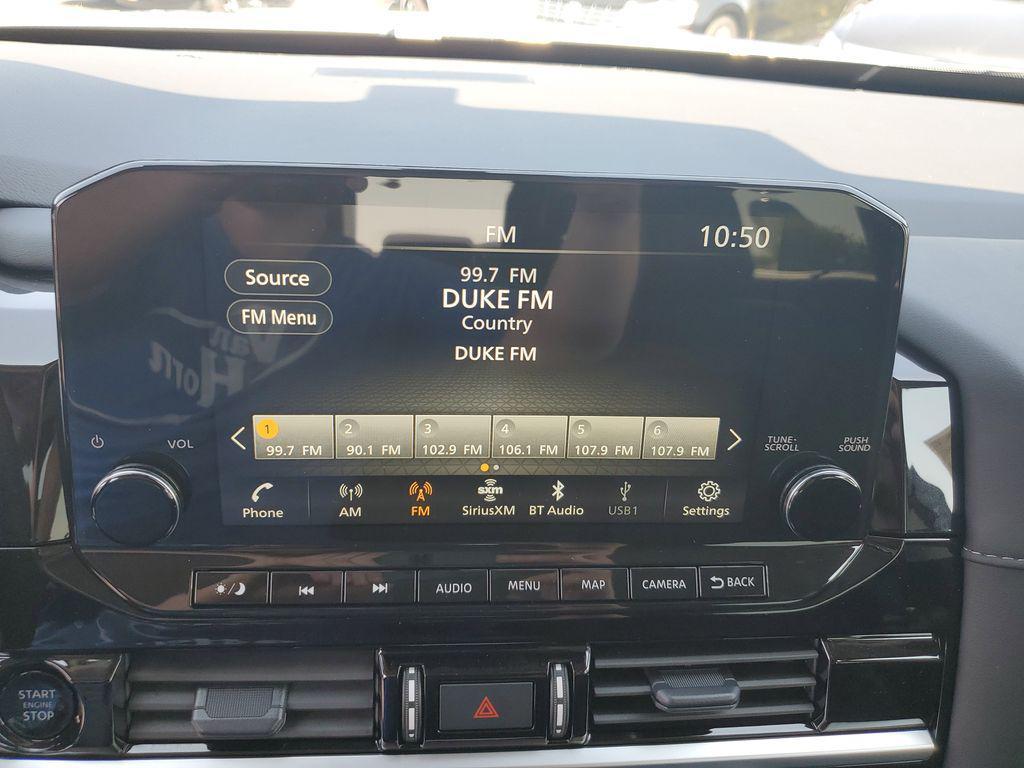 FM
10:50
Source
99.7 FM
DUKE FM
FM Menu
Country
DUKE FM
Van
Horn
VOL
1 2 3 4 5 6
99.7 FM 90.1 FM 102.9 FM 106.1 FM 107.9 FM 107.9 FM
TUNE·
SCROLL
PUSH
SOUND
sxm
Phone AM FM SiriusXM BT Audio USB1 Settings
AUDIO MENU MAP CAMERA BACK
START
ENGINE
STOP